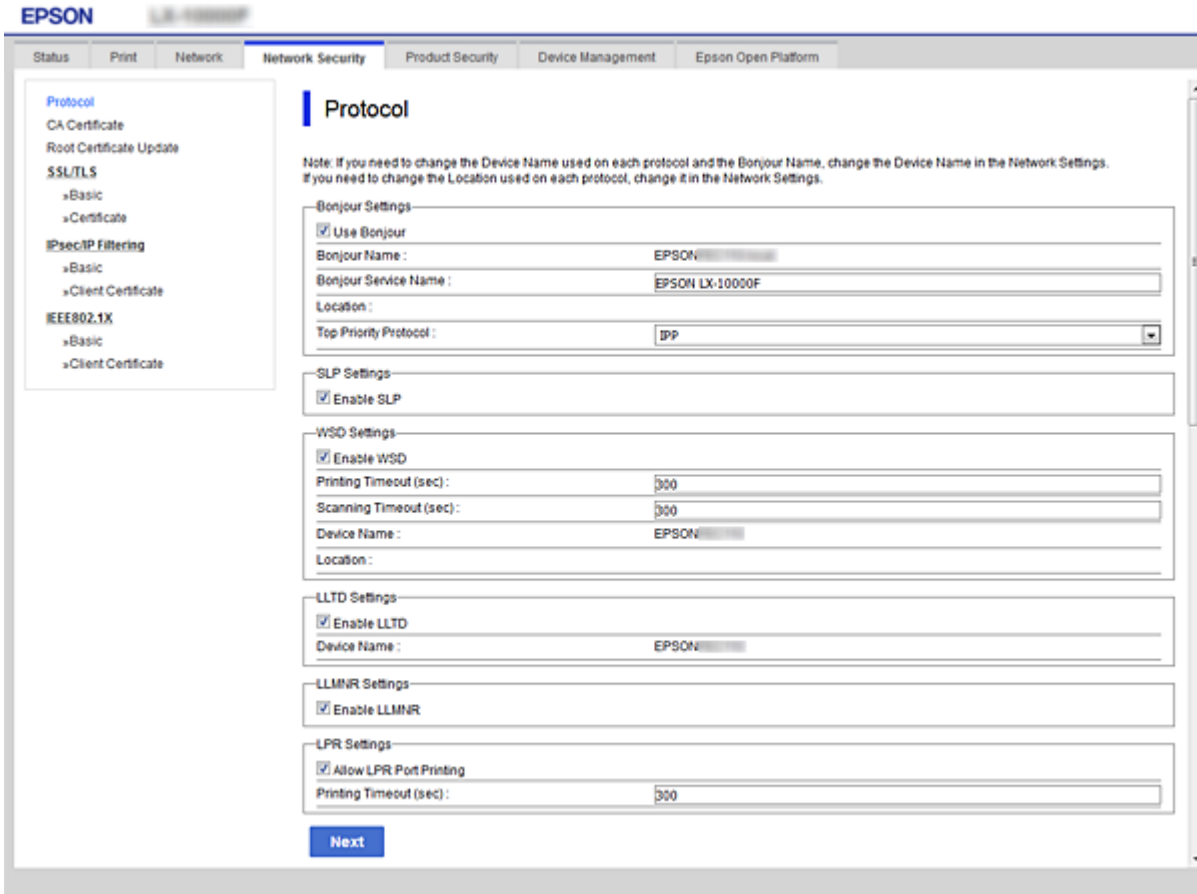 EPSON
Status Print Network Network Security Product Security Device Management Epson Open Platform
Protocol
CA Certificate
Root Certificate Update
SSL/TLS
»Basic
»Certificate
IPsec/IP Filtering
»Basic
»Client Certificate
IEEE802.1X
»Basic
»Client Certificate
Protocol
Note: If you need to change the Device Name used on each protocol and the Bonjour Name, change the Device Name in the Network Settings.
If you need to change the Location used on each protocol, change it in the Network Settings.
Bonjour Settings
Use Bonjour
Bonjour Name : EPSON
Bonjour Service Name : EPSON LX-10000F
Location :
Top Priority Protocol : IPP
SLP Settings
Enable SLP
WSD Settings
Enable WSD
Printing Timeout (sec) : 300
Scanning Timeout (sec) : 300
Device Name : EPSON
Location :
LLTD Settings
Enable LLTD
Device Name : EPSON
LLMNR Settings
Enable LLMNR
LPR Settings
Allow LPR Port Printing
Printing Timeout (sec) : 300
Next